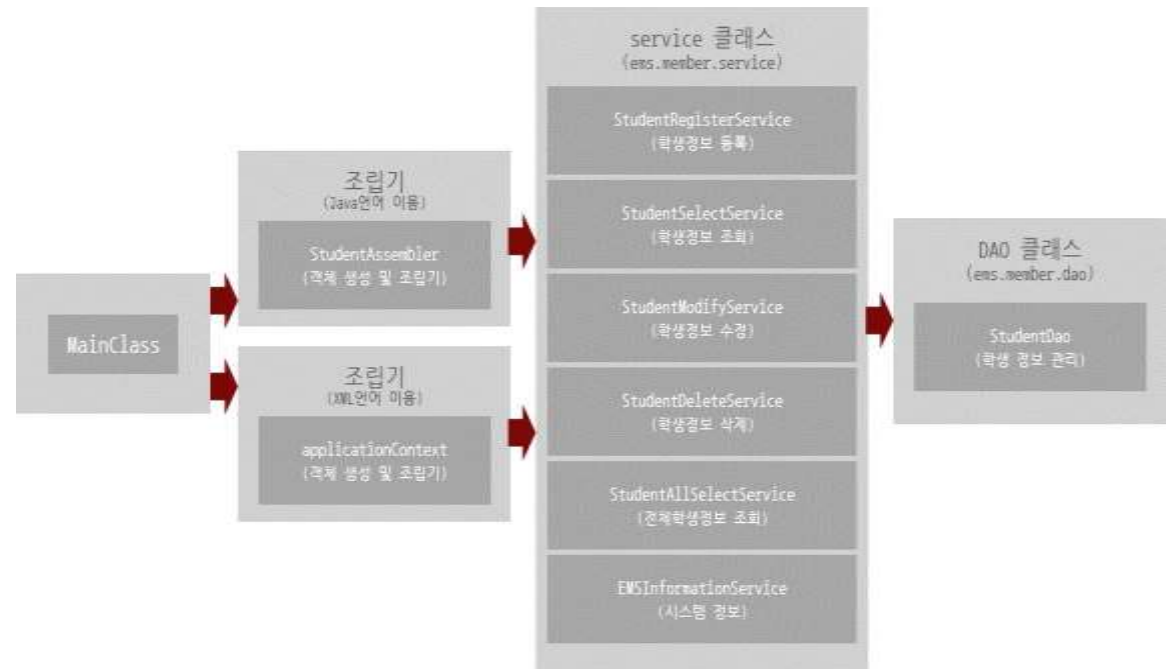 MainClass
조립기
(Java언어 이용)
StudentAssembler
(객체 생성 및 조립기)
조립기
(XML언어 이용)
applicationContext
(객체 생성 및 조립기)
service 클래스
(ems.member.service)
StudentRegisterService
(학생정보 등록)
StudentSelectService
(학생정보 조회)
StudentModifyService
(학생정보 수정)
StudentDeleteService
(학생정보 삭제)
StudentAllSelectService
(전체학생정보 조회)
EMSInformationService
(시스템 정보)
DAO 클래스
(ems.member.dao)
StudentDao
(학생 정보 관리)